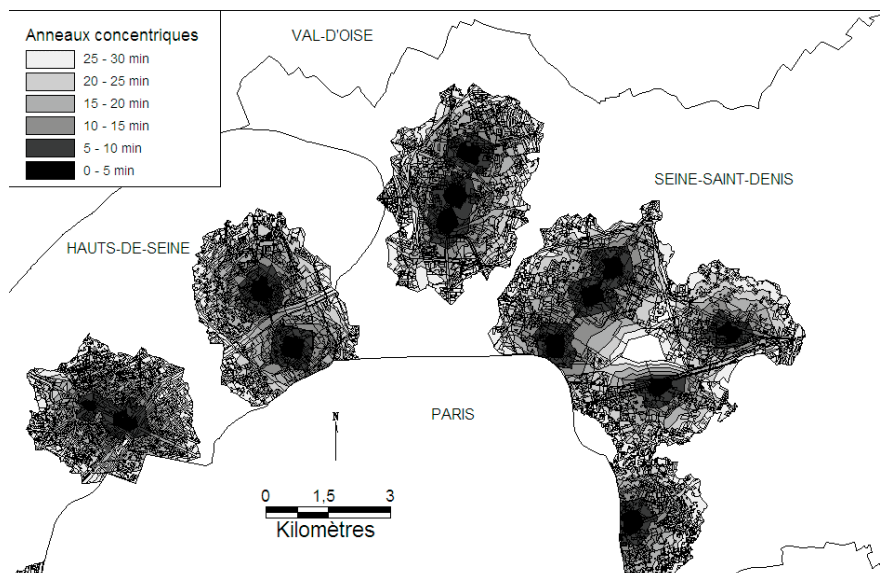 Anneaux concentriques
25 - 30 min
20 - 25 min
15 - 20 min
10 - 15 min
5 - 10 min
0 - 5 min
VAL-D'OISE
SEINE-SAINT-DENIS
HAUTS-DE-SEINE
PARIS
N
0 1,5 3
Kilomètres